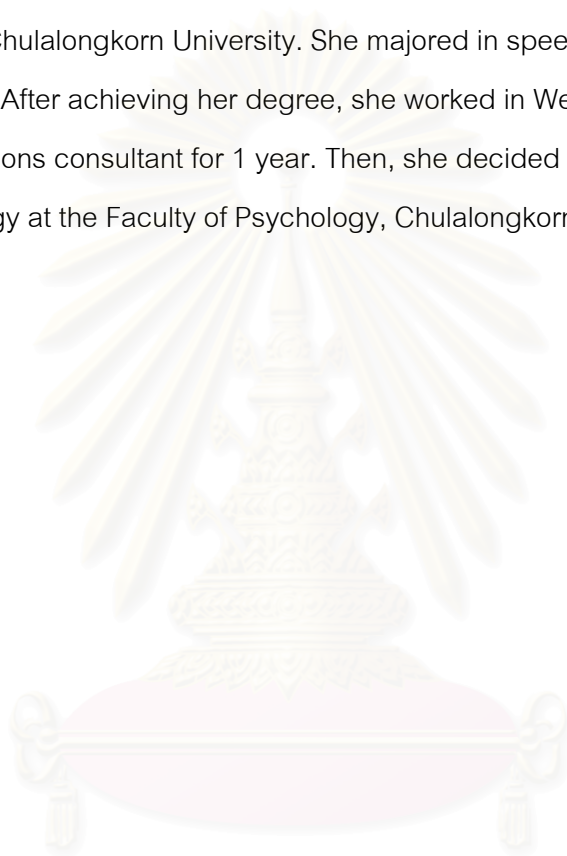 Chulalongkorn University. She majored in spee
After achieving her degree, she worked in We
ons consultant for 1 year. Then, she decided
gy at the Faculty of Psychology, Chulalongkorn